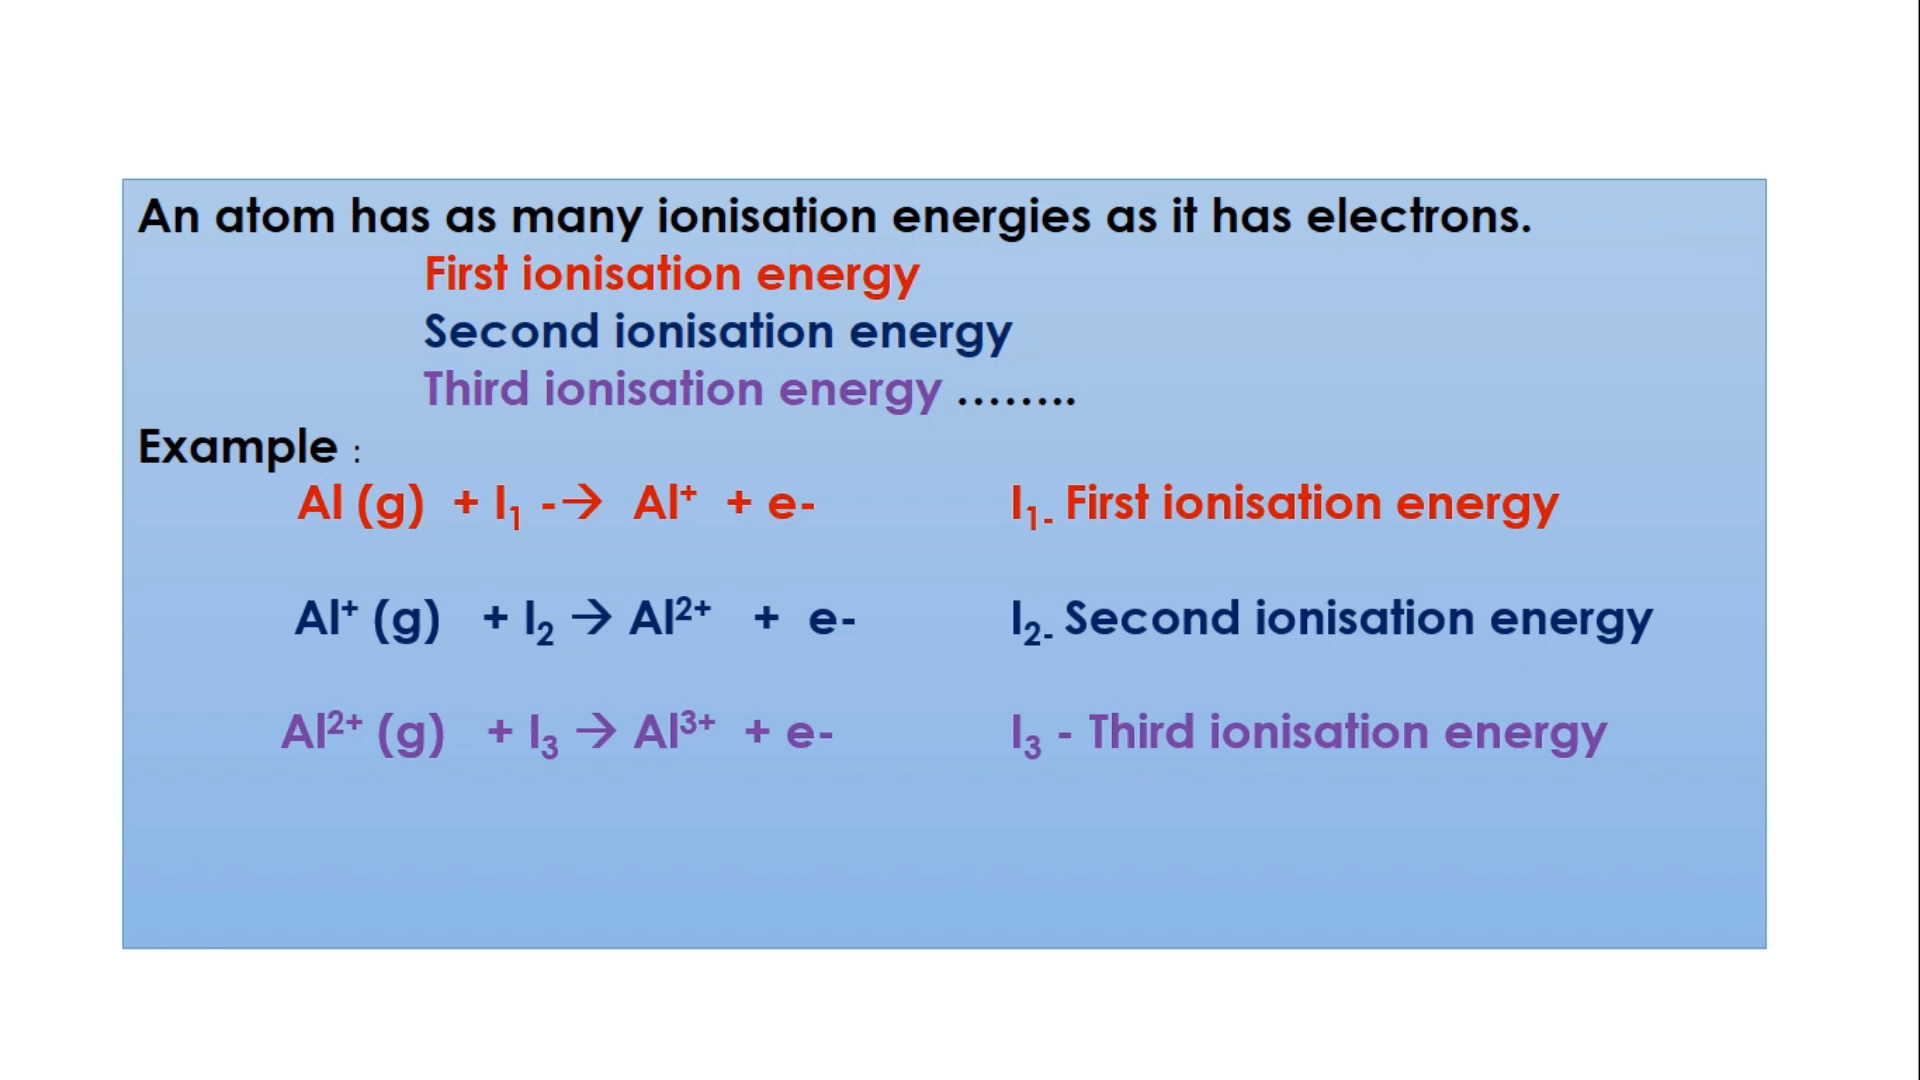 An atom has as many ionisation energies as it has electrons.
First ionisation energy
Second ionisation energy
Third ionisation energy ........
Example :
Al (g) + I₁ -→ Al⁺ + e- I₁₋ First ionisation energy
Al⁺ (g) + I₂ → Al²⁺ + e- I₂₋ Second ionisation energy
Al²⁺ (g) + I₃ → Al³⁺ + e- I₃ - Third ionisation energy